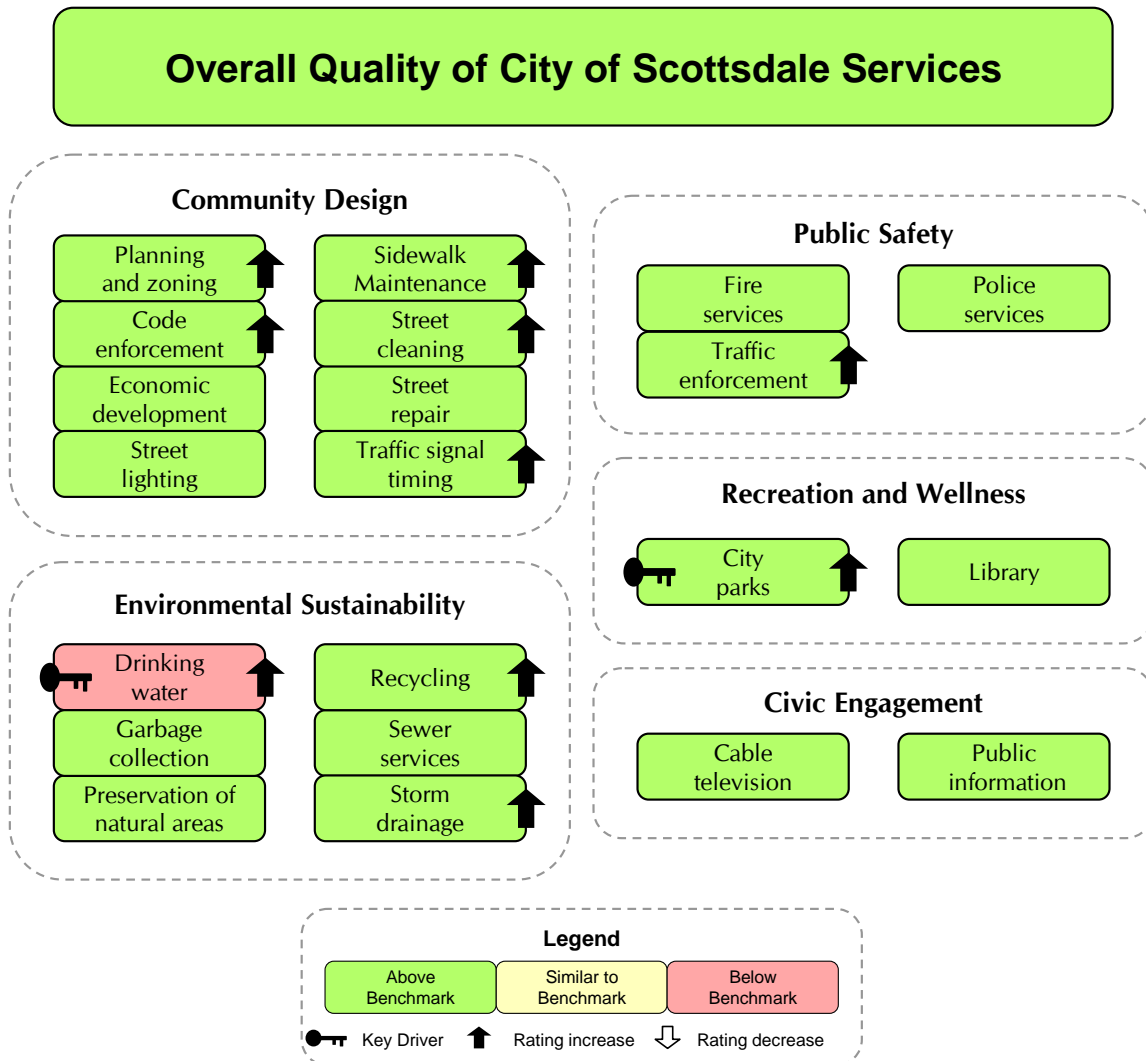 Overall Quality of City of Scottsdale Services
Community Design
Planning
and zoning
Sidewalk
Maintenance
Code
enforcement
Street
cleaning
Economic
development
Street
repair
Street
lighting
Traffic signal
timing
Environmental Sustainability
Drinking
water
Recycling
Garbage
collection
Sewer
services
Preservation of
natural areas
Storm
drainage
Public Safety
Fire
services
Police
services
Traffic
enforcement
Recreation and Wellness
City
parks
Library
Civic Engagement
Cable
television
Public
information
Legend
Above
Benchmark
Similar to
Benchmark
Below
Benchmark
Key Driver
Rating increase
Rating decrease